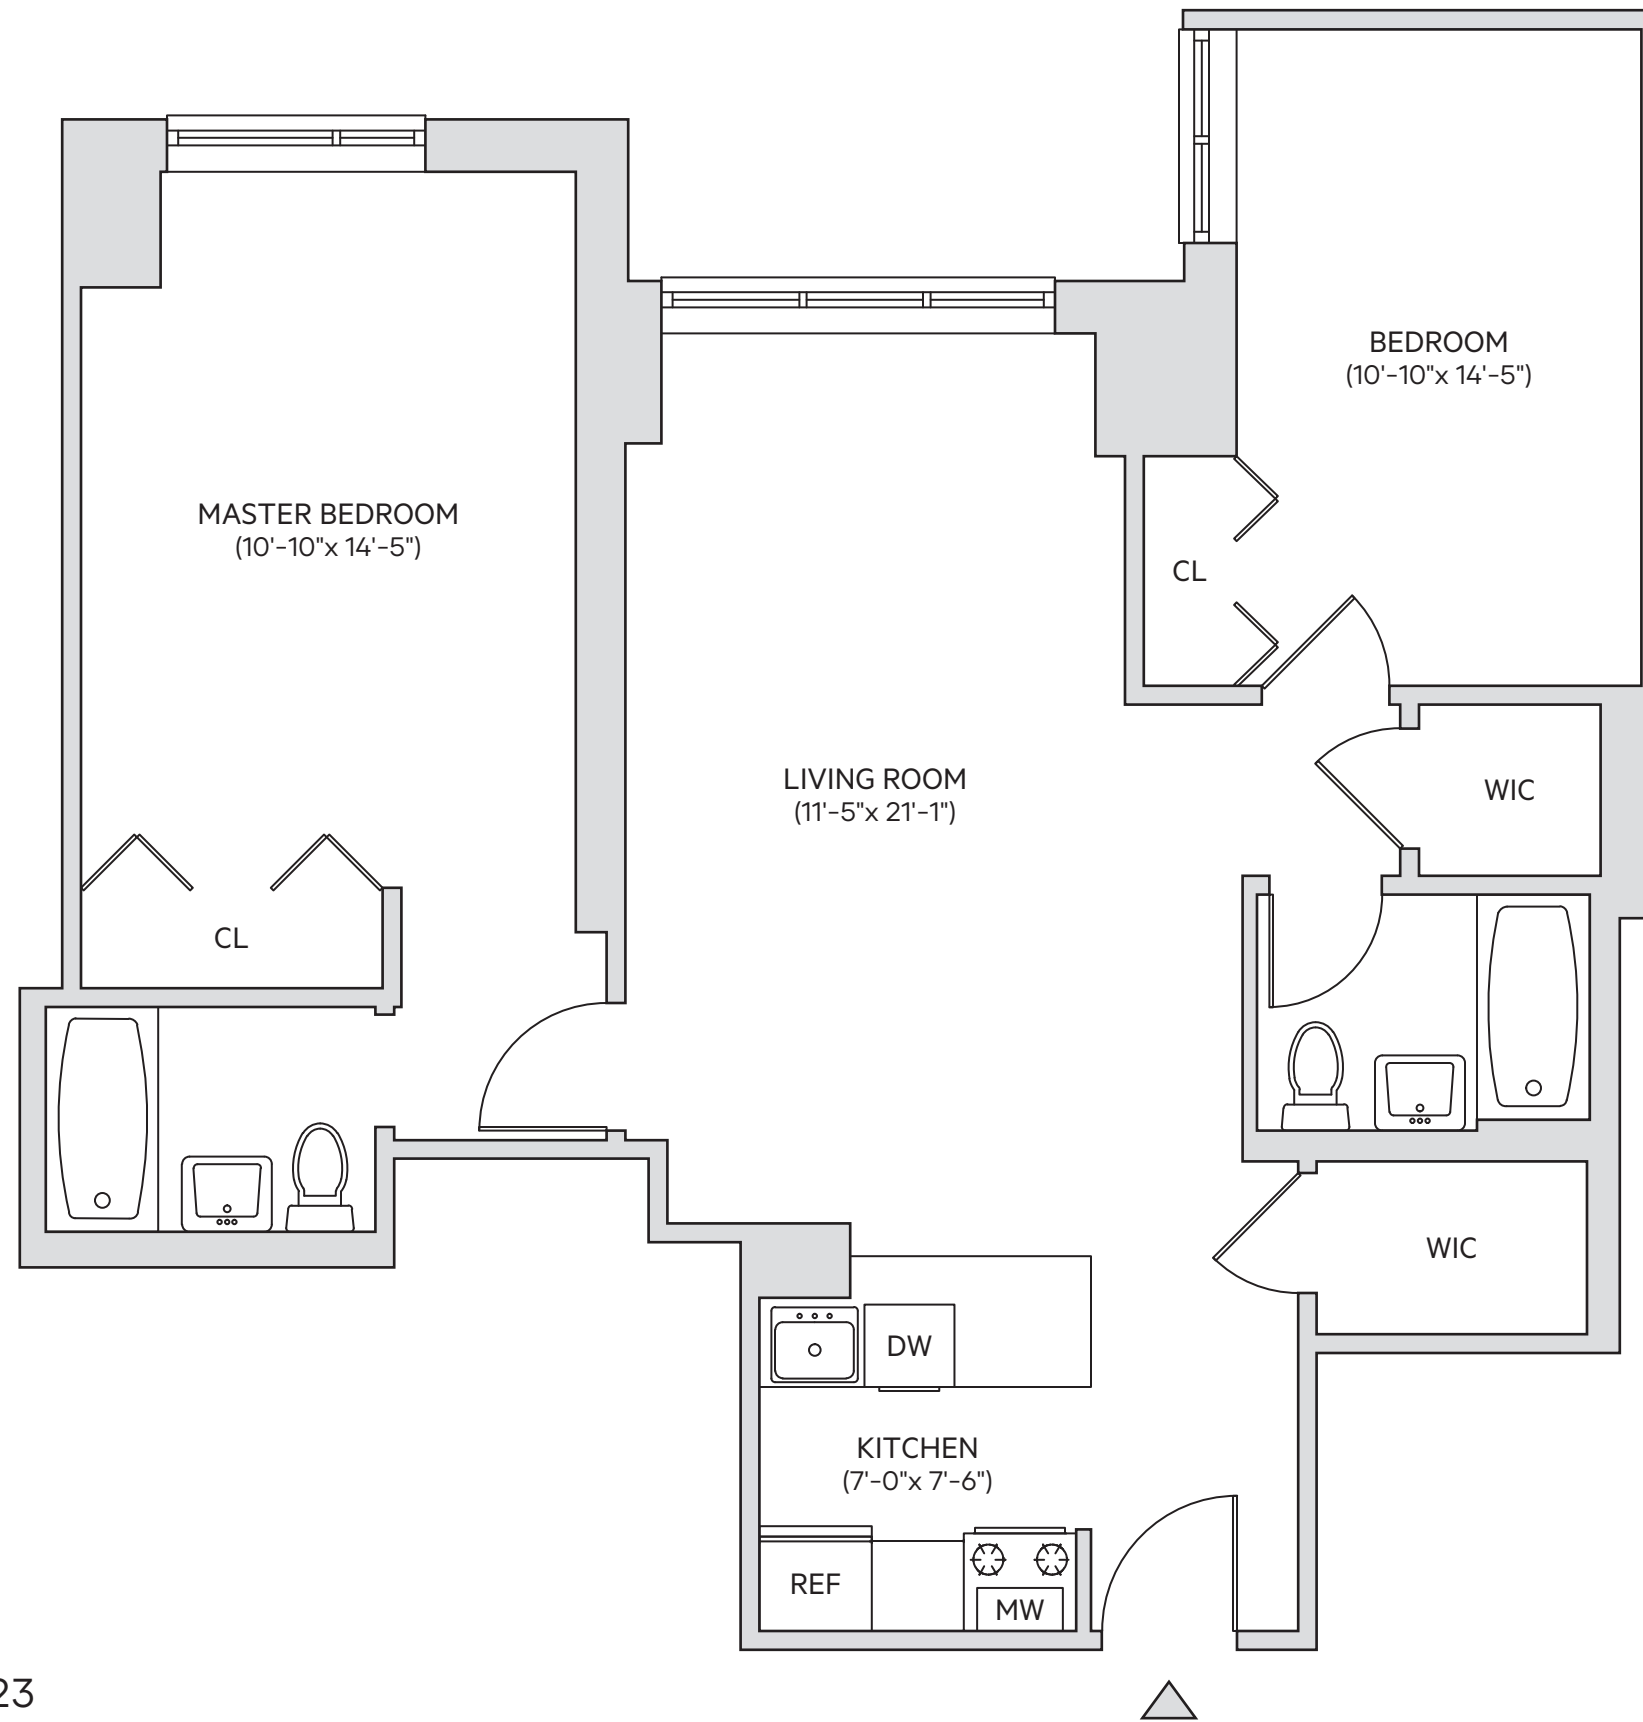 BEDROOM
(10'-10"x 14'-5")
MASTER BEDROOM
(10'-10"x 14'-5")
CL
LIVING ROOM
(11'-5"x 21'-1")
WIC
CL
WIC
DW
KITCHEN
(7'-0"x 7'-6")
REF
MW
23